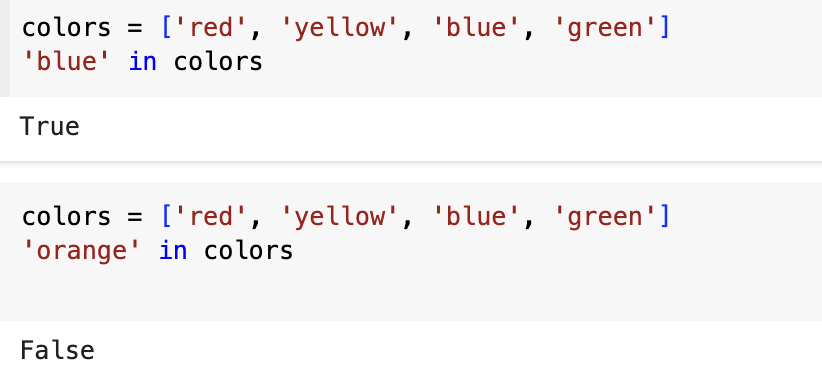 colors = ['red', 'yellow', 'blue', 'green']
'blue' in colors
True
colors = ['red', 'yellow', 'blue', 'green']
'orange' in colors
False